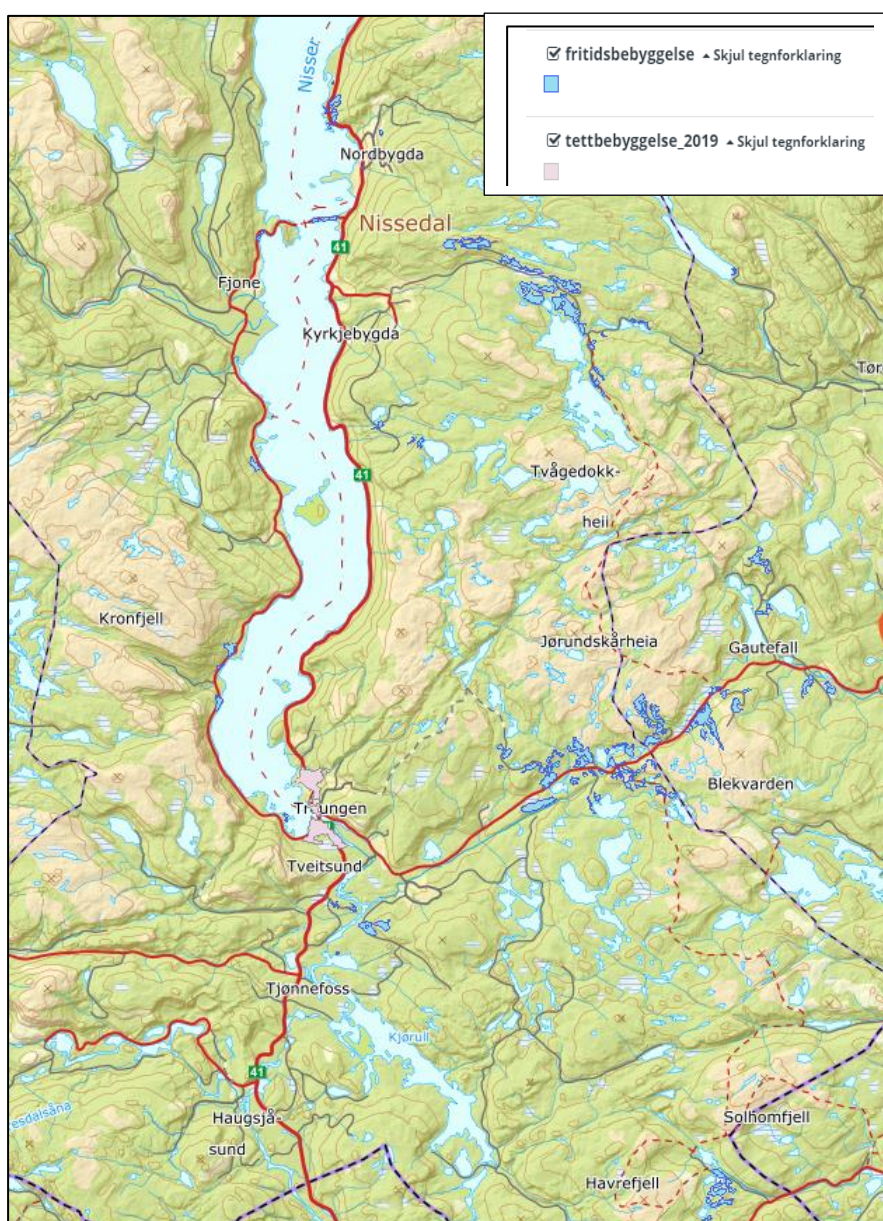 fritidsbebyggelse Skjul tegnforklaring
tettbebyggelse_2019 Skjul tegnforklaring
Nisser
Nordbygda
Nissedal
41
Fjone
Kyrkjebygda
Tvågedokk-
heii
41
Kronfjell
Jørundskårheia
Gautefall
Blekvarden
Tveitsund
Tjønnefoss
Kjørull
41
Haugsjå-
sund
Solhomfjell
Havrefjell